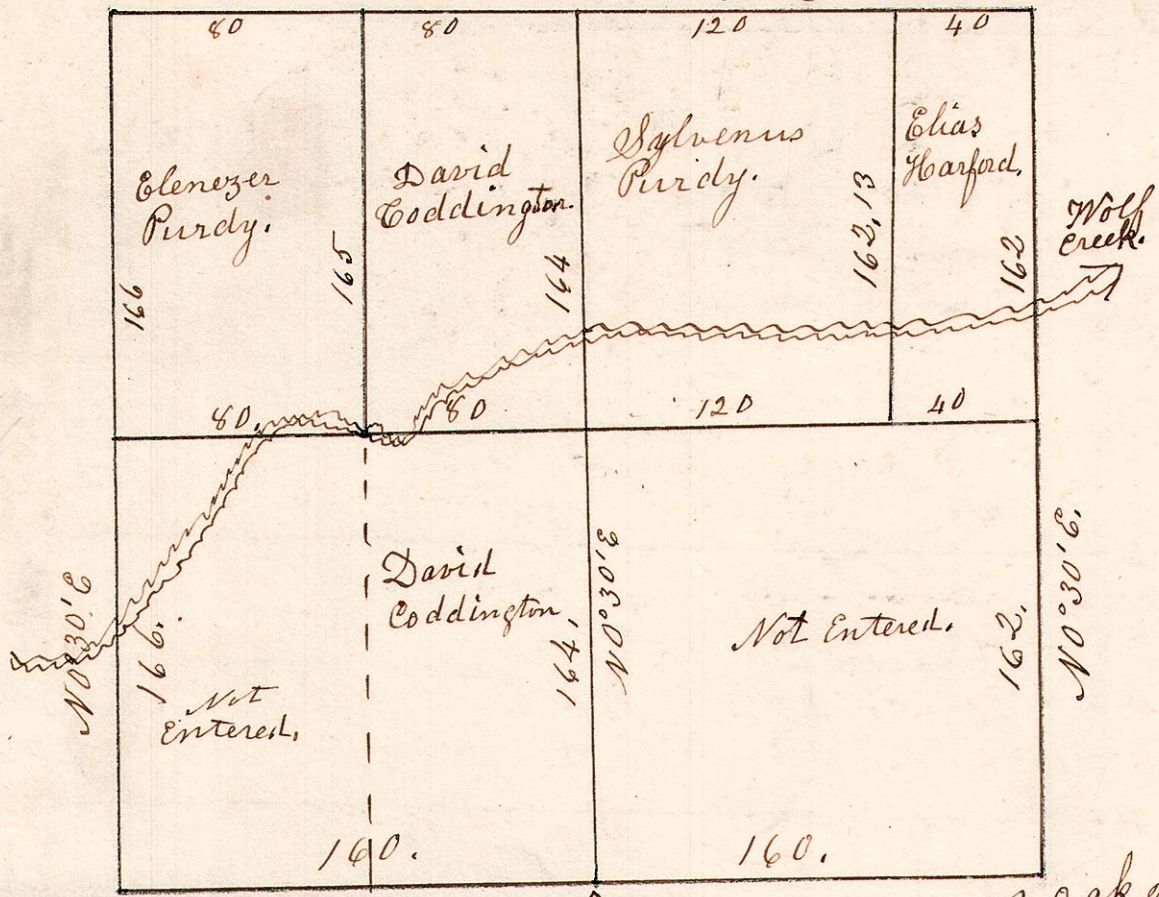 80 80 120 40
Ebenezer
Purdy.
David
Coddington.
Sylvenus
Purdy.
Elias
Harford.
Wolf
Creek.
166
165
164
162,13
162
80. 80 120 40
N0°30'E
166.
Not
Entered.
David
Coddington,
164,
N0°30'E
Not Entered.
162.
N0°30'E.
160.
160.